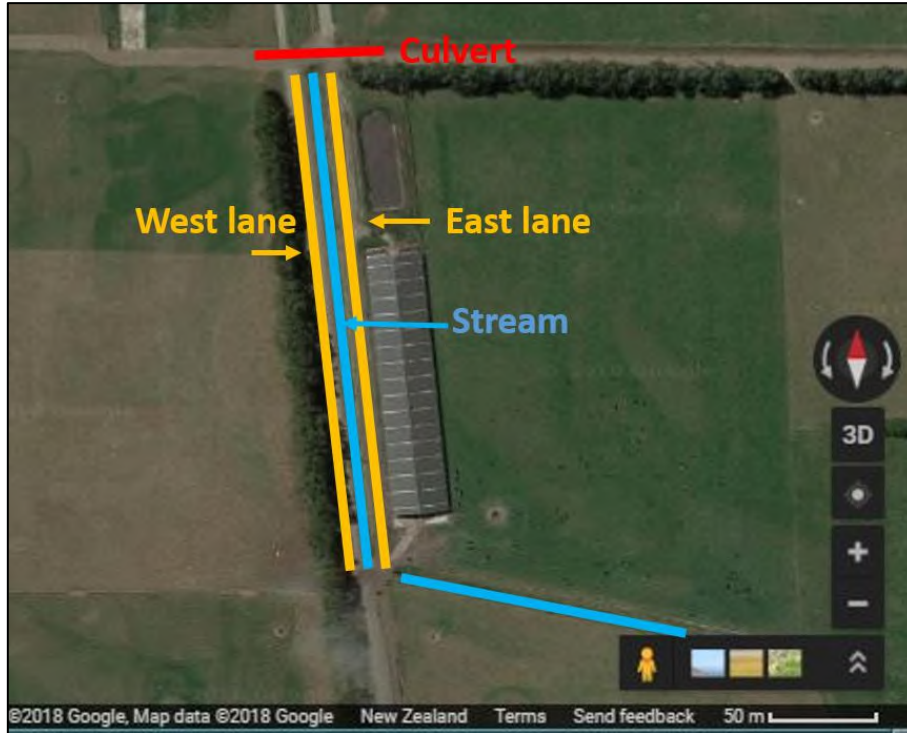 Culvert
West lane
East lane
Stream
3D
©2018 Google, Map data ©2018 Google New Zealand Terms Send feedback 50 m